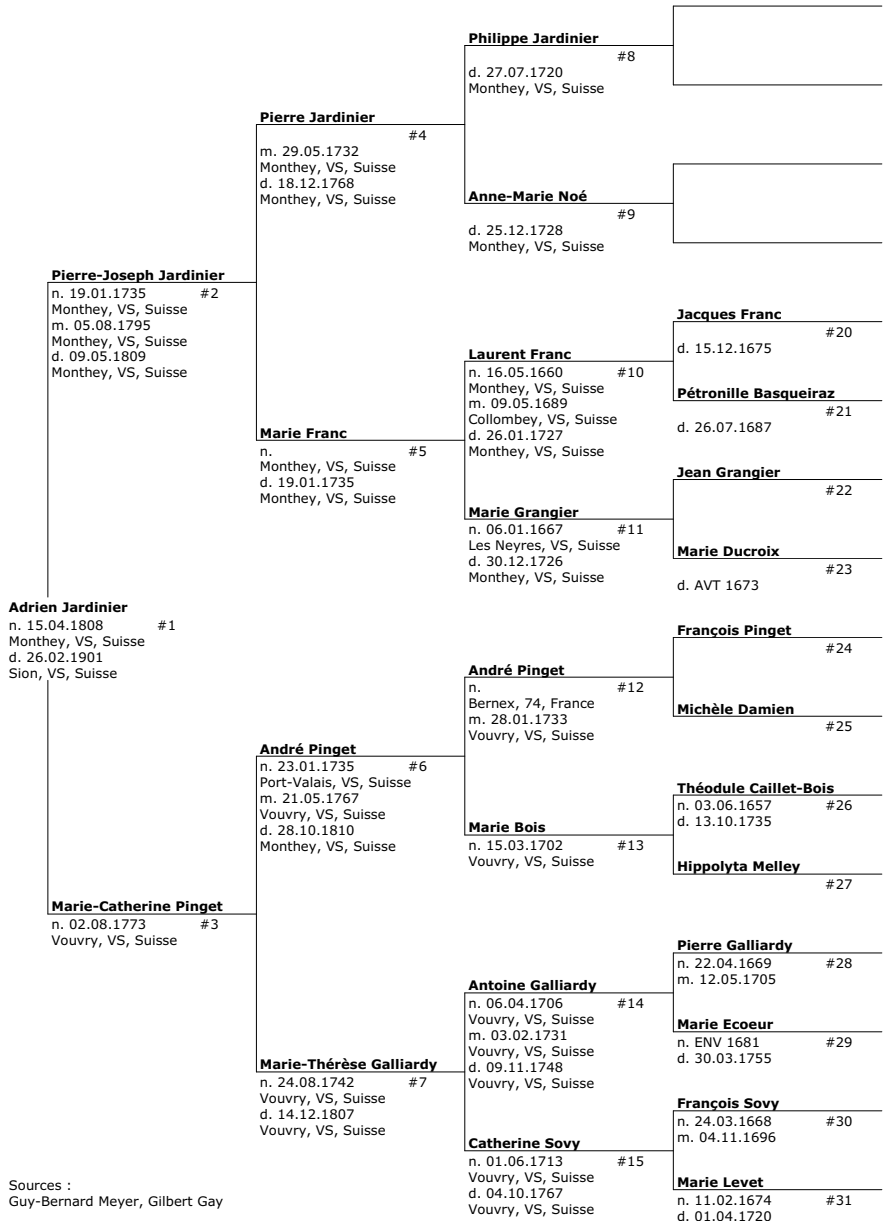 Philippe Jardinier
#8
d. 27.07.1720
Monthey, VS, Suisse
Pierre Jardinier
#4
m. 29.05.1732
Monthey, VS, Suisse
d. 18.12.1768
Monthey, VS, Suisse
Anne-Marie Noé
#9
d. 25.12.1728
Monthey, VS, Suisse
Pierre-Joseph Jardinier
n. 19.01.1735 #2
Monthey, VS, Suisse
m. 05.08.1795
Monthey, VS, Suisse
d. 09.05.1809
Monthey, VS, Suisse
Jacques Franc
#20
d. 15.12.1675
Laurent Franc
n. 16.05.1660 #10
Monthey, VS, Suisse
m. 09.05.1689
Collombey, VS, Suisse
d. 26.01.1727
Monthey, VS, Suisse
Pétronille Basqueiraz
#21
d. 26.07.1687
Marie Franc
n. #5
Monthey, VS, Suisse
d. 19.01.1735
Monthey, VS, Suisse
Jean Grangier
#22
Marie Grangier
n. 06.01.1667 #11
Les Neyres, VS, Suisse
d. 30.12.1726
Monthey, VS, Suisse
Marie Ducroix
#23
d. AVT 1673
Adrien Jardinier
n. 15.04.1808 #1
Monthey, VS, Suisse
d. 26.02.1901
Sion, VS, Suisse
François Pinget
#24
André Pinget
n. #12
Bernex, 74, France
m. 28.01.1733
Vouvry, VS, Suisse
Michèle Damien
#25
André Pinget
n. 23.01.1735 #6
Port-Valais, VS, Suisse
m. 21.05.1767
Vouvry, VS, Suisse
d. 28.10.1810
Monthey, VS, Suisse
Théodule Caillet-Bois
n. 03.06.1657 #26
d. 13.10.1735
Marie Bois
n. 15.03.1702 #13
Vouvry, VS, Suisse
Hippolyta Melley
#27
Marie-Catherine Pinget
n. 02.08.1773 #3
Vouvry, VS, Suisse
Pierre Galliardy
n. 22.04.1669 #28
m. 12.05.1705
Antoine Galliardy
n. 06.04.1706 #14
Vouvry, VS, Suisse
m. 03.02.1731
Vouvry, VS, Suisse
d. 09.11.1748
Vouvry, VS, Suisse
Marie Ecoeur
n. ENV 1681 #29
d. 30.03.1755
Marie-Thérèse Galliardy
n. 24.08.1742 #7
Vouvry, VS, Suisse
d. 14.12.1807
Vouvry, VS, Suisse
François Sovy
n. 24.03.1668 #30
m. 04.11.1696
Catherine Sovy
n. 01.06.1713 #15
Vouvry, VS, Suisse
d. 04.10.1767
Vouvry, VS, Suisse
Marie Levet
n. 11.02.1674 #31
d. 01.04.1720
Sources :
Guy-Bernard Meyer, Gilbert Gay